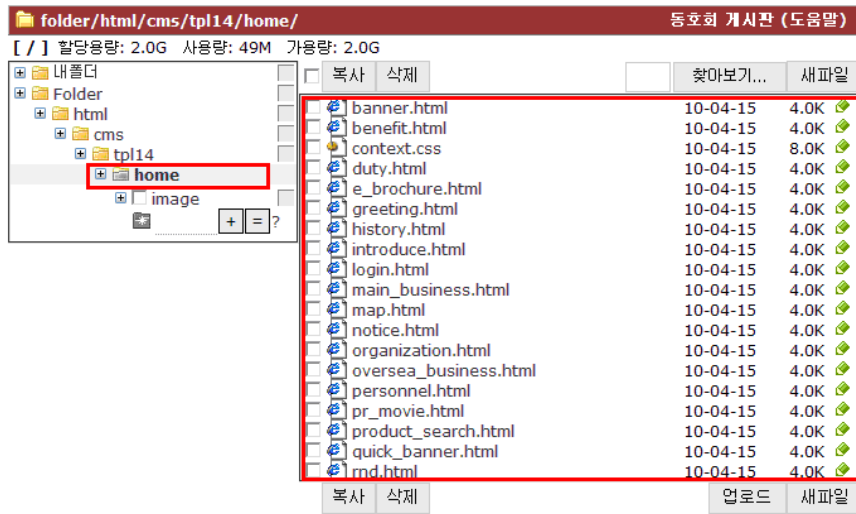 folder/html/cms/tpl14/home/ 동호회 게시판 (도움말)
[ / ] 할당용량: 2.0G 사용량: 49M 가용량: 2.0G
내폴더
Folder
html
cms
tpl14
home
image
+ = ?
복사 삭제 찾아보기... 새파일
banner.html 10-04-15 4.0K
benefit.html 10-04-15 4.0K
context.css 10-04-15 8.0K
duty.html 10-04-15 4.0K
e_brochure.html 10-04-15 4.0K
greeting.html 10-04-15 4.0K
history.html 10-04-15 4.0K
introduce.html 10-04-15 4.0K
login.html 10-04-15 4.0K
main_business.html 10-04-15 4.0K
map.html 10-04-15 4.0K
notice.html 10-04-15 4.0K
organization.html 10-04-15 4.0K
oversea_business.html 10-04-15 4.0K
personnel.html 10-04-15 4.0K
pr_movie.html 10-04-15 4.0K
product_search.html 10-04-15 4.0K
quick_banner.html 10-04-15 4.0K
rnd.html 10-04-15 4.0K
복사 삭제 업로드 새파일